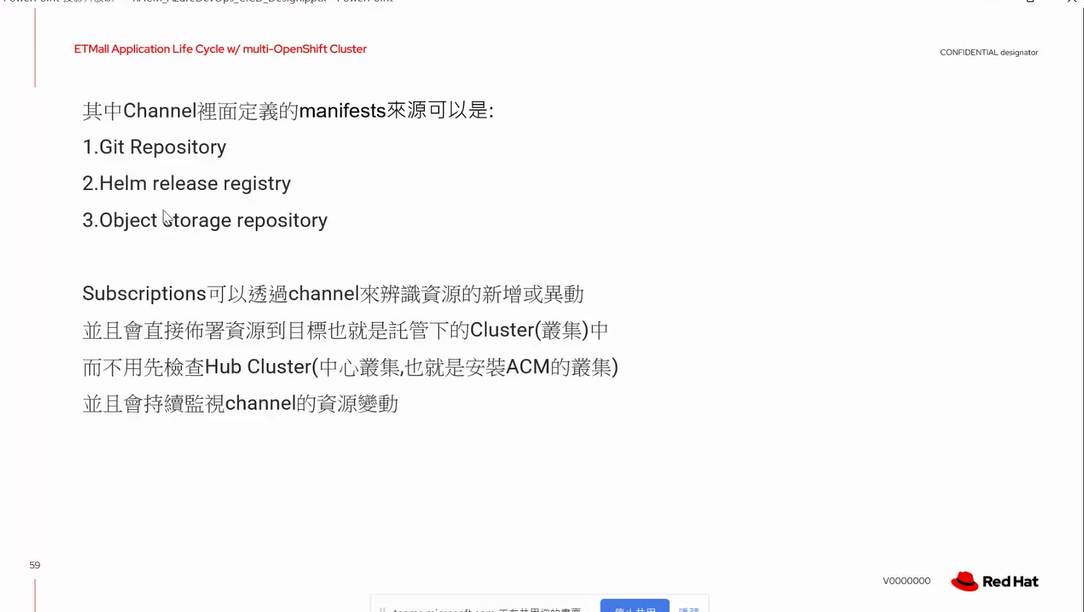 ETMall Application Life Cycle w/ multi-OpenShift Cluster
CONFIDENTIAL designator
其中Channel裡面定義的manifests來源可以是:
1.Git Repository
2.Helm release registry
3.Object storage repository
Subscriptions可以透過channel來辨識資源的新增或異動
並且會直接佈署資源到目標也就是託管下的Cluster(叢集)中
而不用先檢查Hub Cluster(中心叢集,也就是安裝ACM的叢集)
並且會持續監視channel的資源變動
59
V0000000
Red Hat